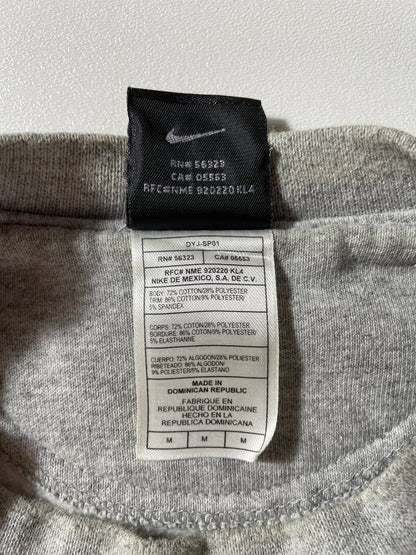 RN# 56323
CA# 05553
RFC#NME 920220 KL4
DYJ-SP01
RN# 56323
CA# 05553
RFC# NME 920220 KL4
NIKE DE MEXICO, S.A. DE C.V.
BODY: 72% COTTON/28% POLYESTER
TRIM: 86% COTTON/9% POLYESTER/
5% SPANDEX
CORPS: 72% COTON/28% POLYESTER
BORDURE: 86% COTON/9% POLYESTER/
5% ELASTHANNE
CUERPO: 72% ALGODON/28% POLIESTER
RIBETEADO: 86% ALGODON/
9% POLIESTER/5% ELASTANO
MADE IN
DOMINICAN REPUBLIC
FABRIQUE EN
REPUBLIQUE DOMINICAINE
HECHO EN LA
REPUBLICA DOMINICANA
M M M M